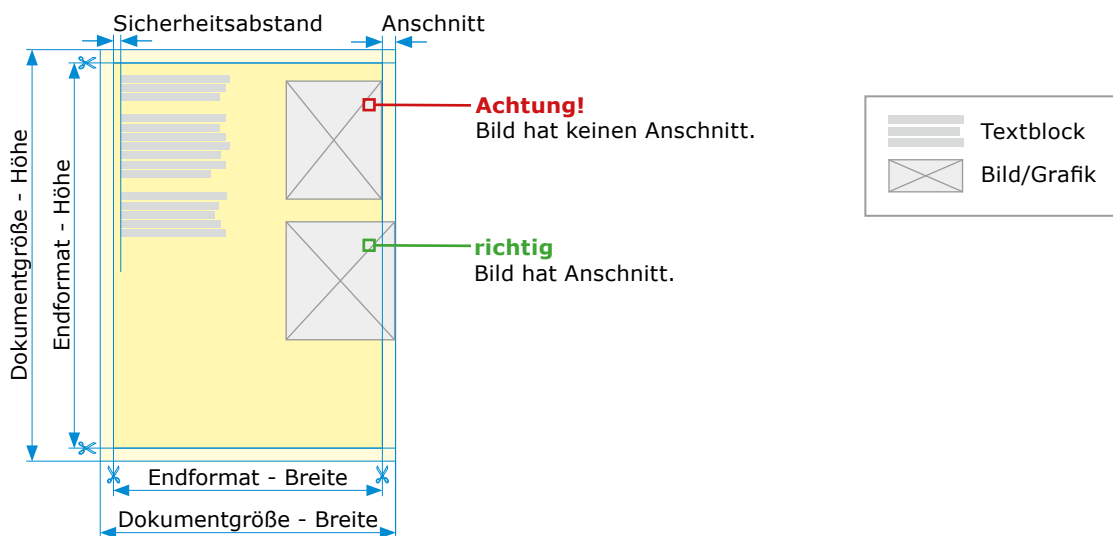 Sicherheitsabstand
Anschnitt
Dokumentgröße - Höhe
Endformat - Höhe
Achtung!
Bild hat keinen Anschnitt.
richtig
Bild hat Anschnitt.
Textblock
Bild/Grafik
Endformat - Breite
Dokumentgröße - Breite